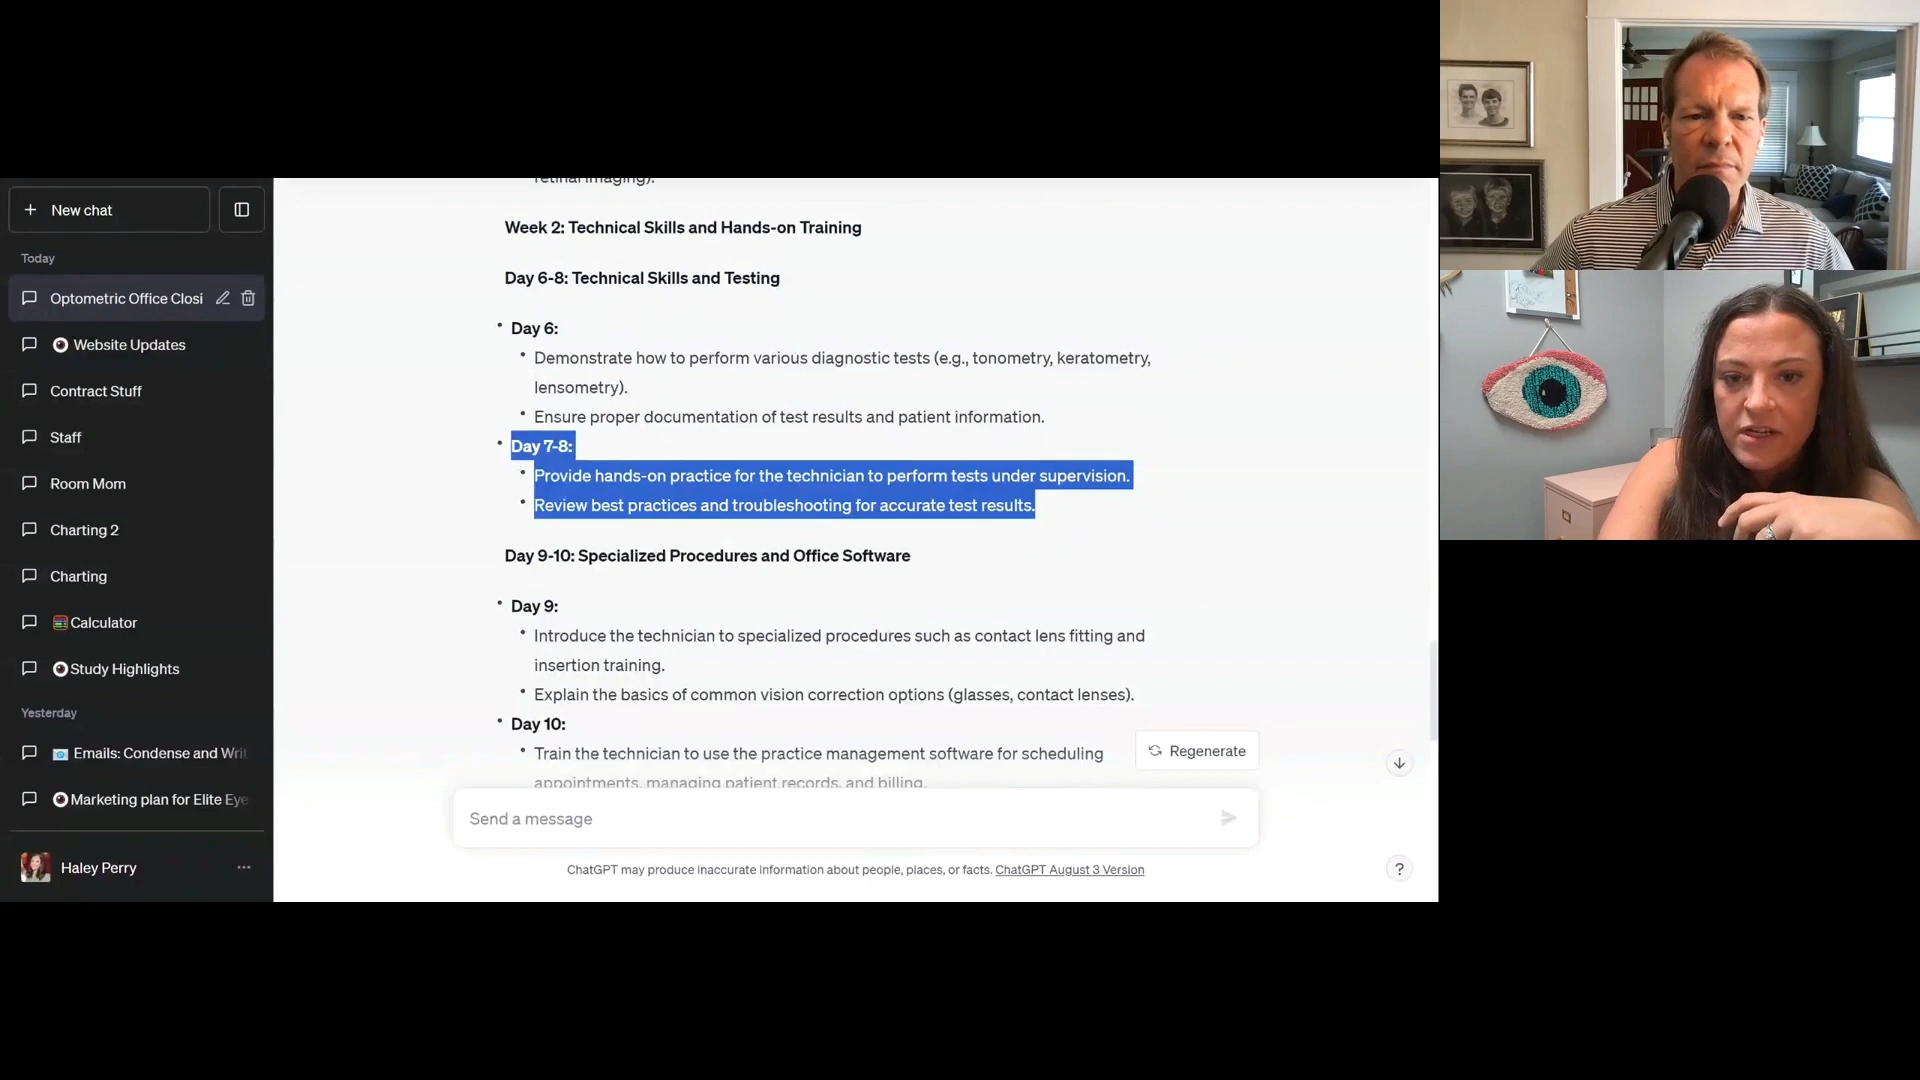 New chat
Today
Optometric Office Closi
Website Updates
Contract Stuff
Staff
Room Mom
Charting 2
Charting
Calculator
Study Highlights
Yesterday
Emails: Condense and Writ
Marketing plan for Elite Eye
Haley Perry
retinal imaging).
Week 2: Technical Skills and Hands-on Training
Day 6-8: Technical Skills and Testing
Day 6:
Demonstrate how to perform various diagnostic tests (e.g., tonometry, keratometry,
lensometry).
Ensure proper documentation of test results and patient information.
Day 7-8:
Provide hands-on practice for the technician to perform tests under supervision.
Review best practices and troubleshooting for accurate test results.
Day 9-10: Specialized Procedures and Office Software
Day 9:
Introduce the technician to specialized procedures such as contact lens fitting and
insertion training.
Explain the basics of common vision correction options (glasses, contact lenses).
Day 10:
Train the technician to use the practice management software for scheduling
appointments, managing patient records, and billing.
Regenerate
Send a message
ChatGPT may produce inaccurate information about people, places, or facts. ChatGPT August 3 Version
?